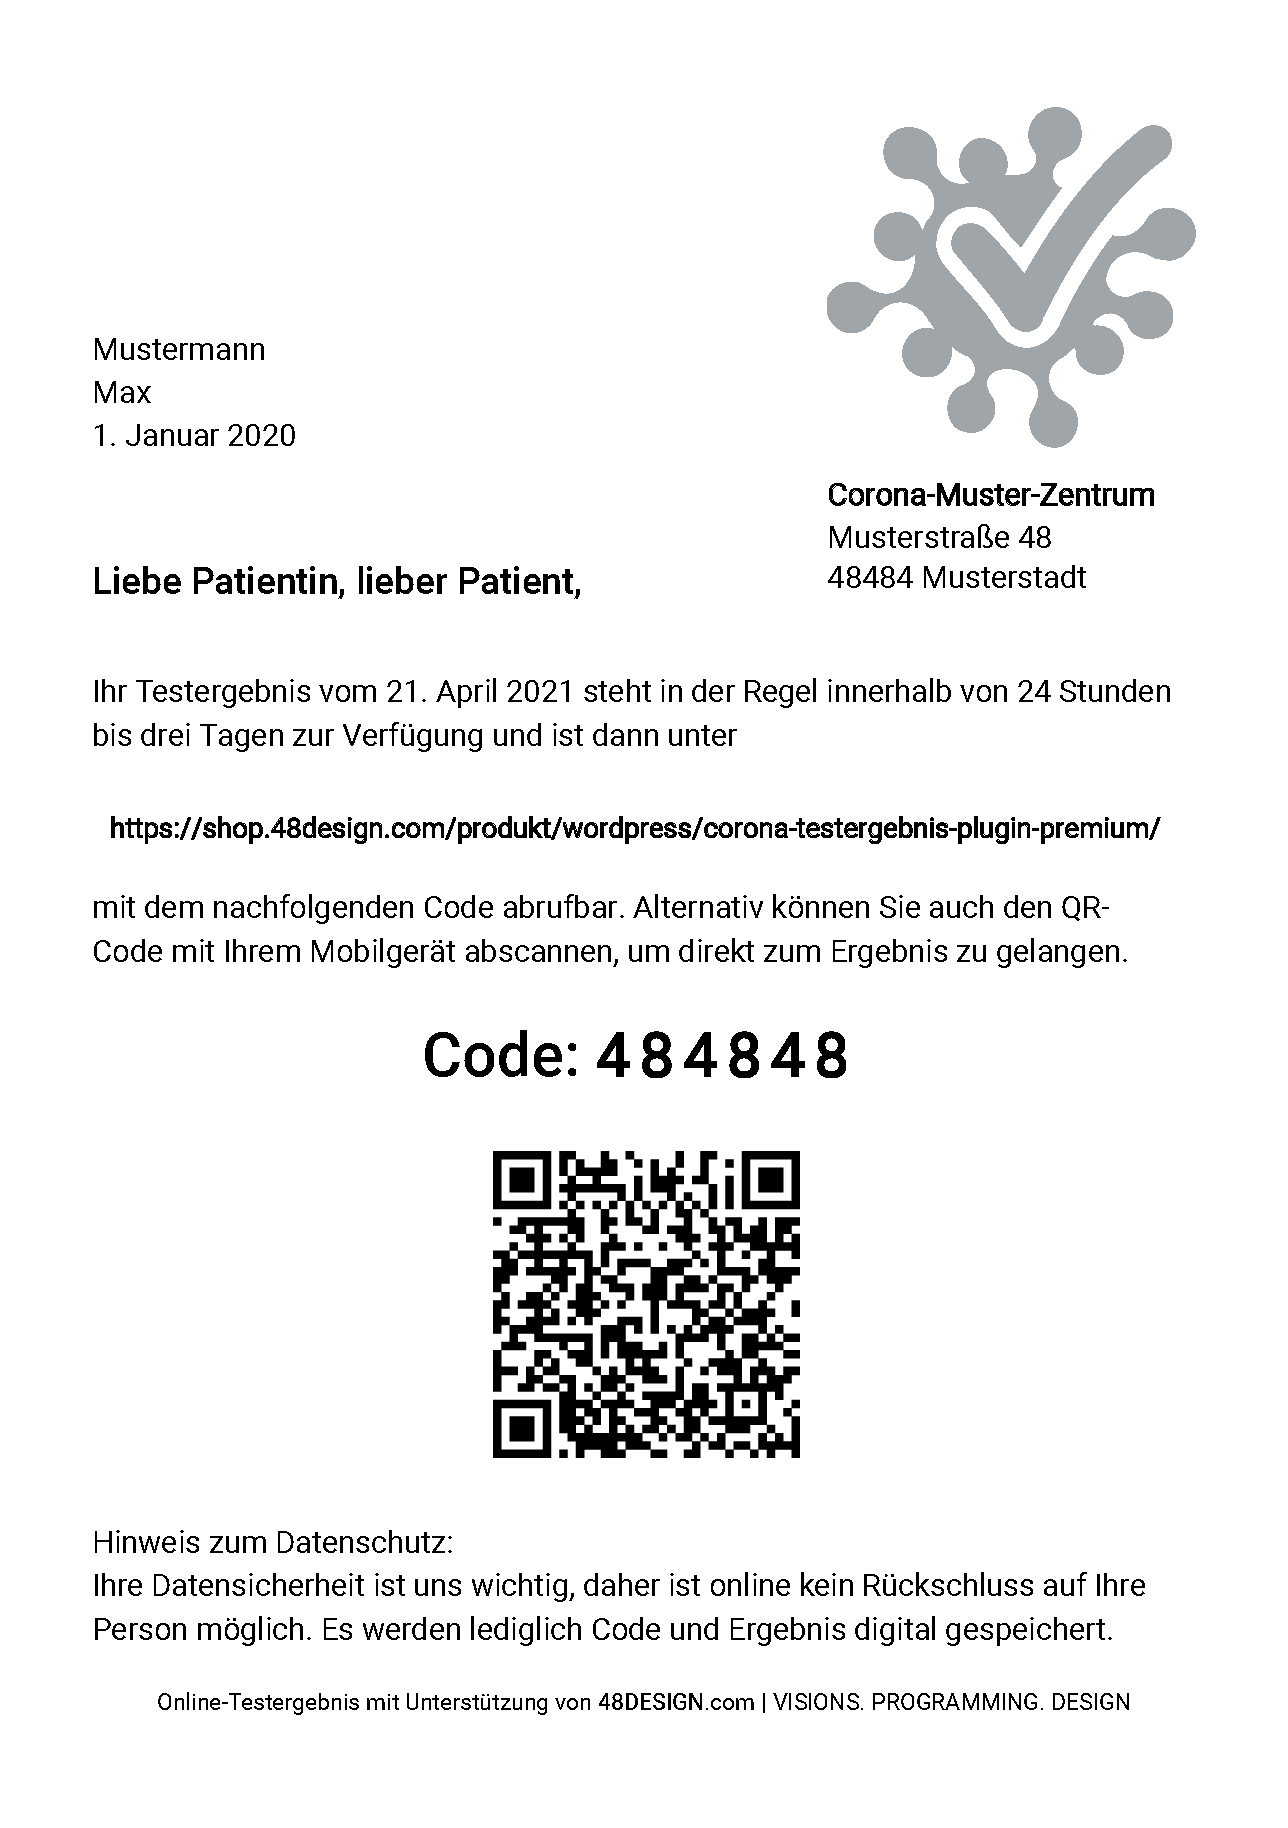 Mustermann
Max
1. Januar 2020
Corona-Muster-Zentrum
Musterstraße 48
48484 Musterstadt
Liebe Patientin, lieber Patient,
Ihr Testergebnis vom 21. April 2021 steht in der Regel innerhalb von 24 Stunden
bis drei Tagen zur Verfügung und ist dann unter
https://shop.48design.com/produkt/wordpress/corona-testergebnis-plugin-premium/
mit dem nachfolgenden Code abrufbar. Alternativ können Sie auch den QR-
Code mit Ihrem Mobilgerät abscannen, um direkt zum Ergebnis zu gelangen.
Code: 484848
Hinweis zum Datenschutz:
Ihre Datensicherheit ist uns wichtig, daher ist online kein Rückschluss auf Ihre
Person möglich. Es werden lediglich Code und Ergebnis digital gespeichert.
Online-Testergebnis mit Unterstützung von 48DESIGN.com | VISIONS. PROGRAMMING. DESIGN